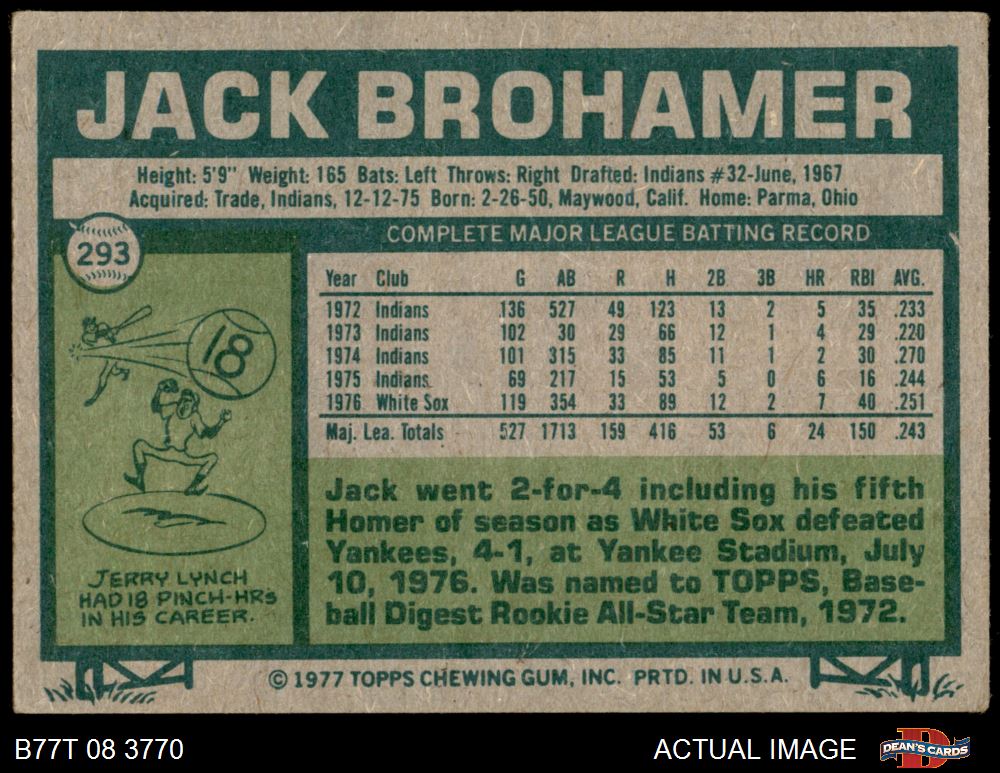 JACK BROHAMER
Height: 5'9" Weight: 165 Bats: Left Throws: Right Drafted: Indians #32-June, 1967
Acquired: Trade, Indians, 12-12-75 Born: 2-26-50, Maywood, Calif. Home: Parma, Ohio
293
COMPLETE MAJOR LEAGUE BATTING RECORD
Year Club G AB R H 2B 3B HR RBI AVG.
1972 Indians 136 527 49 123 13 2 5 35 .233
1973 Indians 102 30 29 66 12 1 4 29 .220
1974 Indians 101 315 33 85 11 1 2 30 .270
1975 Indians 69 217 15 53 5 0 6 16 .244
1976 White Sox 119 354 33 89 12 2 7 40 .251
Maj. Lea. Totals 527 1713 159 416 53 6 24 150 .243
18
JERRY LYNCH
HAD 18 PINCH-HRS
IN HIS CAREER.
Jack went 2-for-4 including his fifth
Homer of season as White Sox defeated
Yankees, 4-1, at Yankee Stadium, July
10, 1976. Was named to TOPPS, Base-
ball Digest Rookie All-Star Team, 1972.
© 1977 TOPPS CHEWING GUM, INC. PRTD. IN U.S.A.
B77T 08 3770
ACTUAL IMAGE
DEAN'S CARDS